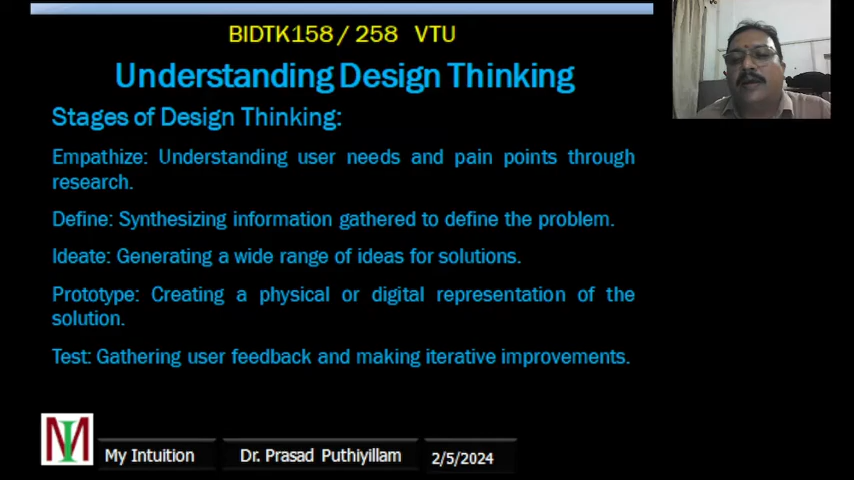 BIDTK158 / 258 VTU
Understanding Design Thinking
Stages of Design Thinking:
Empathize: Understanding user needs and pain points through
research.
Define: Synthesizing information gathered to define the problem.
Ideate: Generating a wide range of ideas for solutions.
Prototype: Creating a physical or digital representation of the
solution.
Test: Gathering user feedback and making iterative improvements.
MI
My Intuition
Dr. Prasad Puthiyillam
2/5/2024